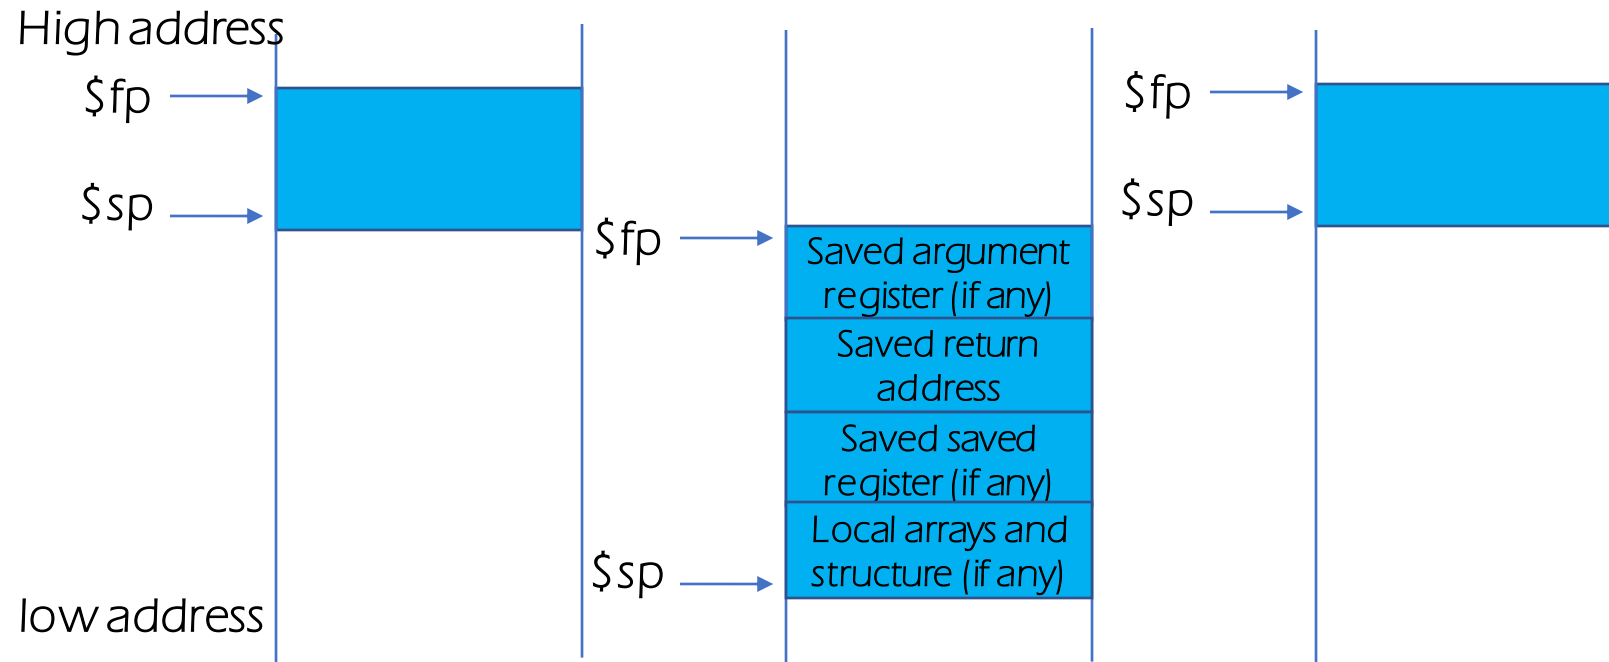 High address
$fp
$sp
$fp
Saved argument
register (if any)
Saved return
address
Saved saved
register (if any)
Local arrays and
structure (if any)
$sp
$fp
$sp
low address